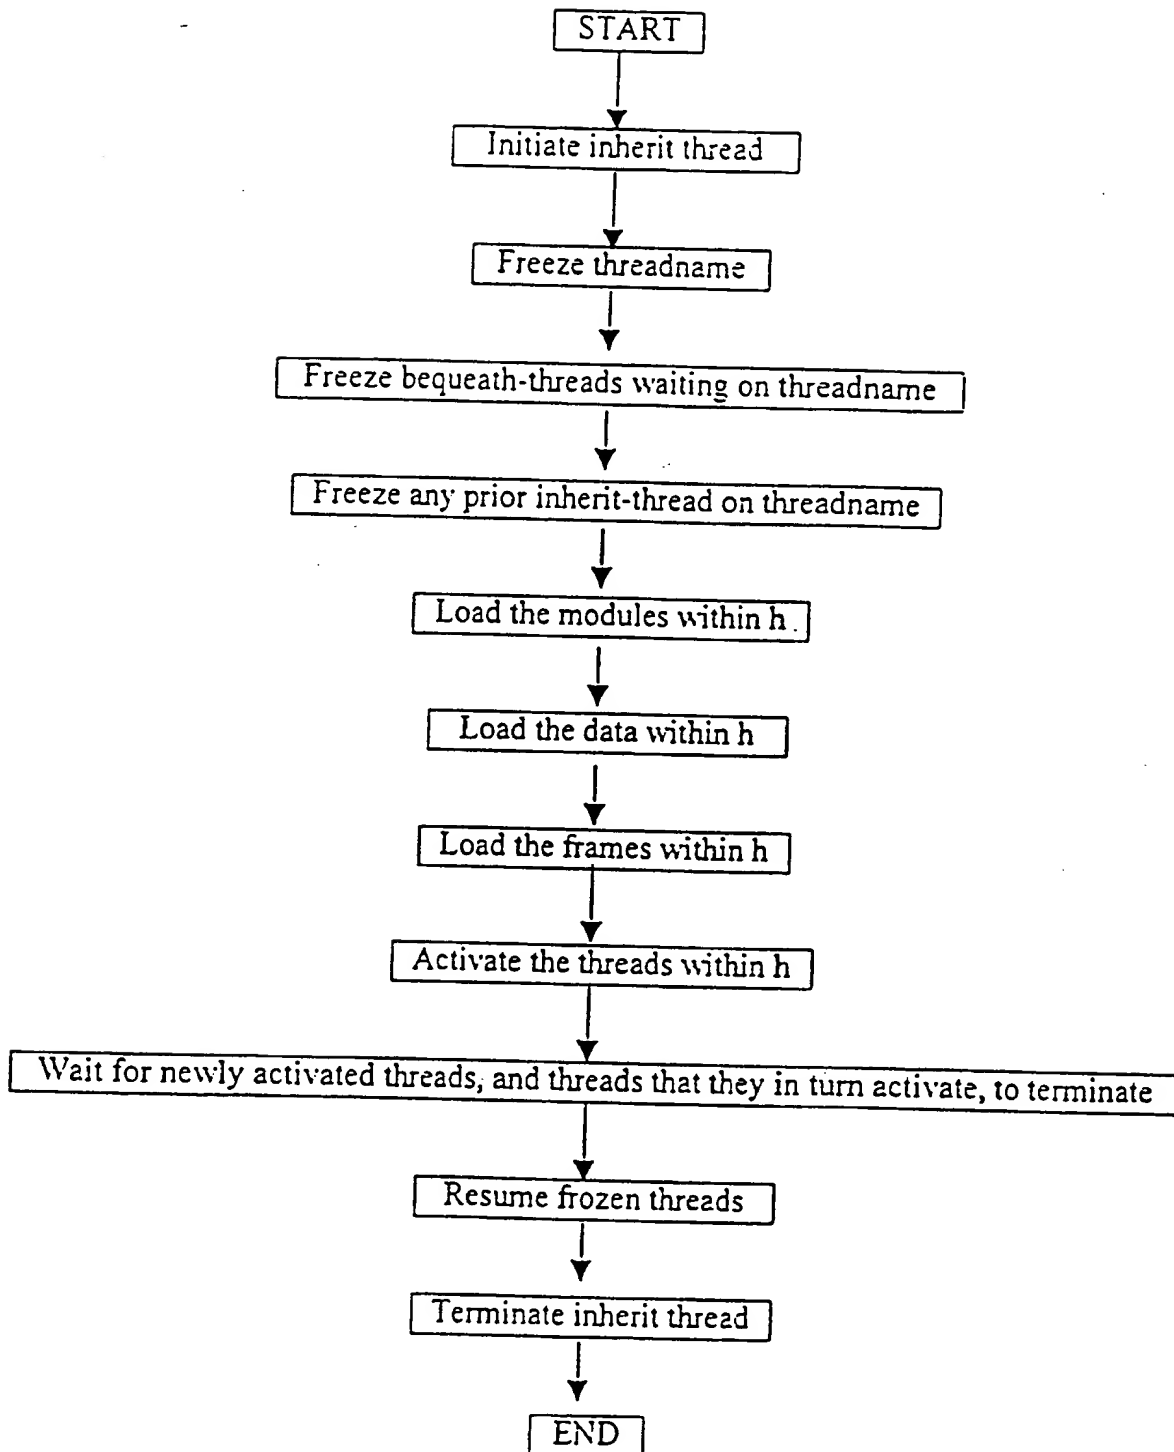 START
Initiate inherit thread
Freeze threadname
Freeze bequeath-threads waiting on threadname
Freeze any prior inherit-thread on threadname
Load the modules within h
Load the data within h
Load the frames within h
Activate the threads within h
Wait for newly activated threads, and threads that they in turn activate, to terminate
Resume frozen threads
Terminate inherit thread
END